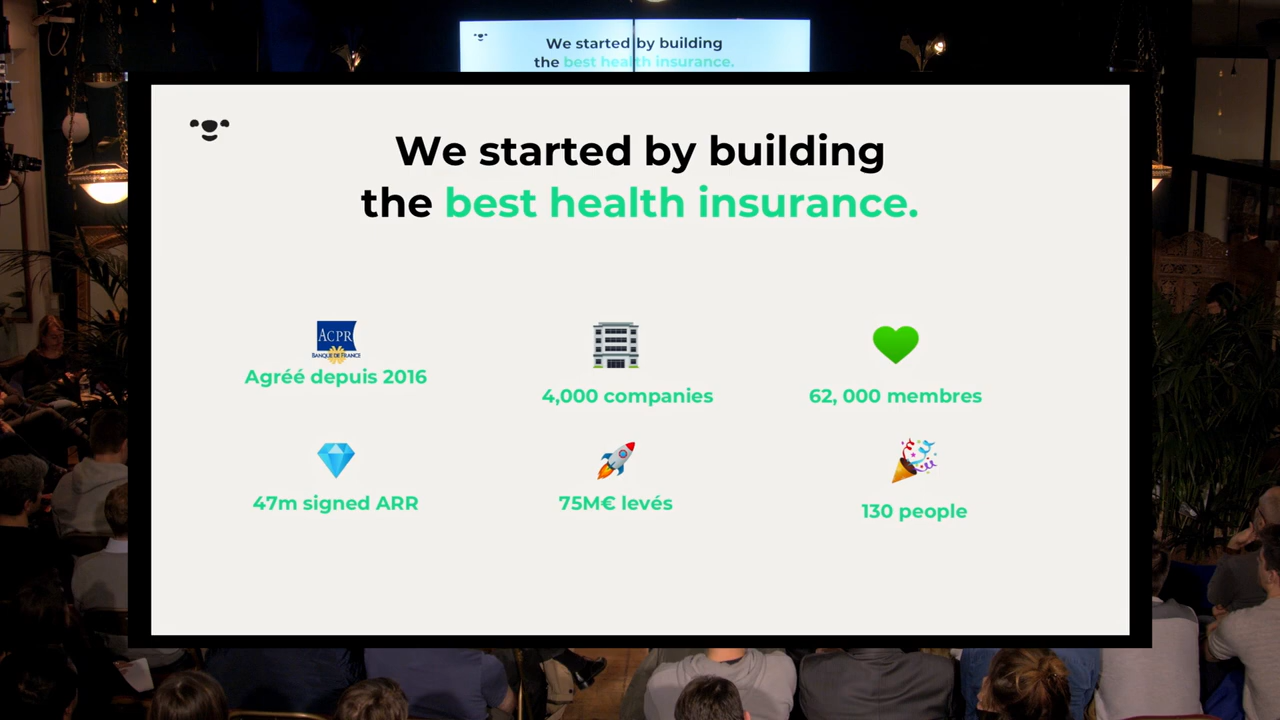 We started by building
the best health insurance.
We started by building
the best health insurance.
ACPR
BANQUE DE FRANCE
Agréé depuis 2016
4,000 companies
62, 000 membres
47m signed ARR
75M€ levés
130 people